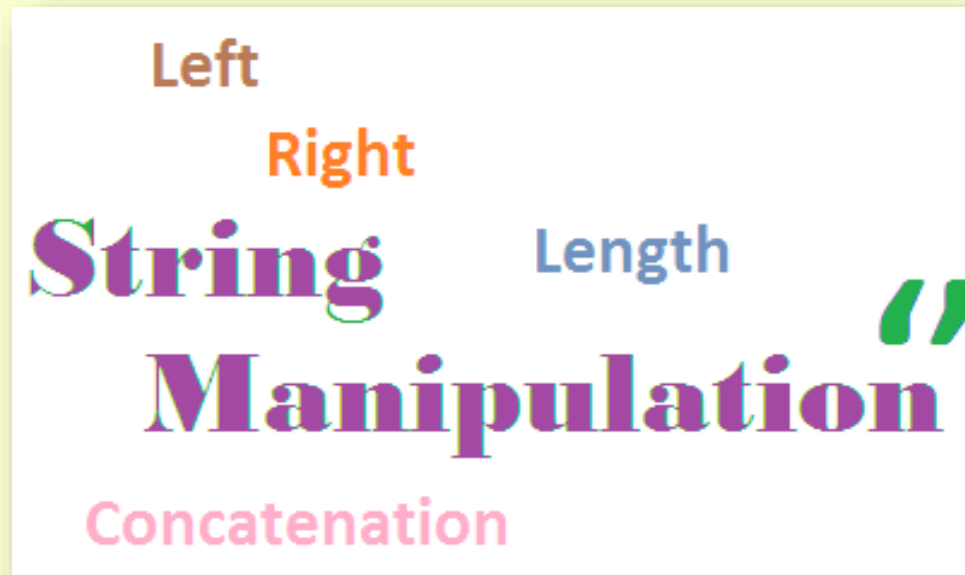 Left
Right
String
Length
‘’
Manipulation
Concatenation